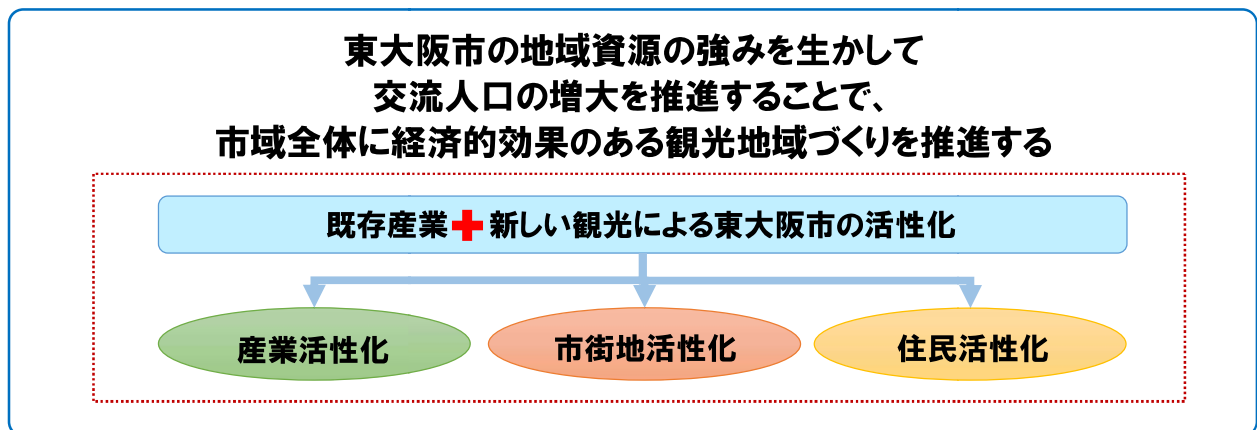 東大阪市の地域資源の強みを生かして
交流人口の増大を推進することで、
市域全体に経済的効果のある観光地域づくりを推進する
既存産業＋新しい観光による東大阪市の活性化
産業活性化
市街地活性化
住民活性化